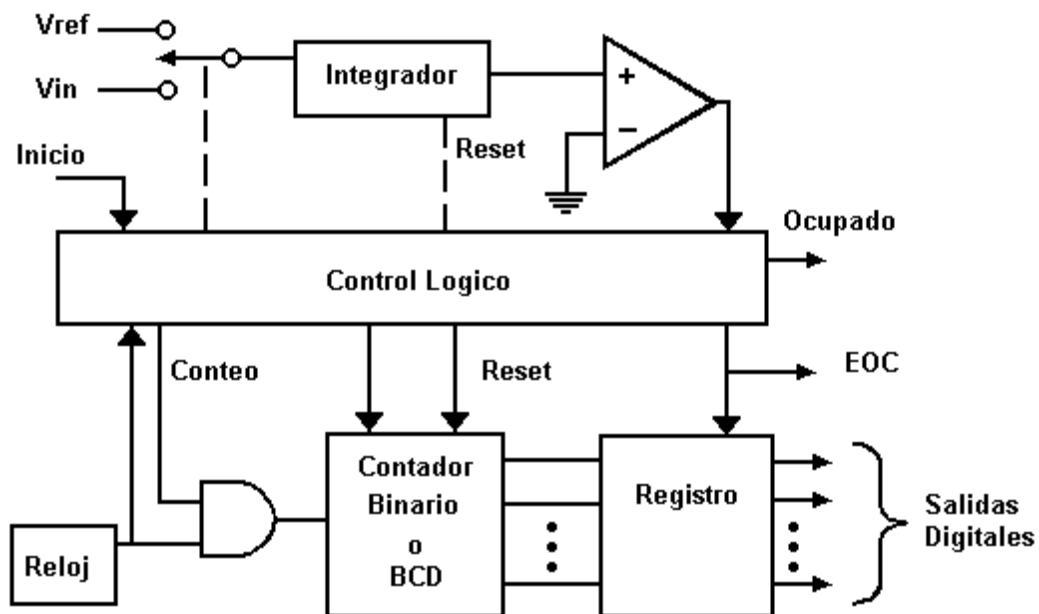 Vref
Integrador
Vin
+
−
Inicio
Reset
Ocupado
Control Logico
Conteo
Reset
EOC
Contador
Binario
o
BCD
Registro
Salidas
Digitales
Reloj